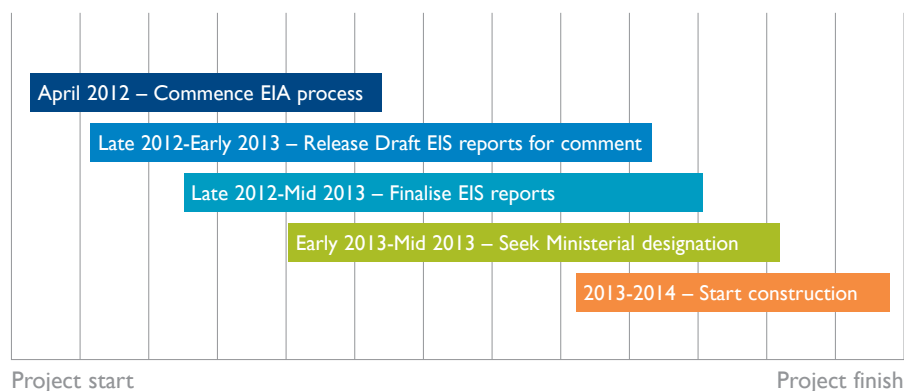 April 2012 – Commence EIA process
Late 2012-Early 2013 – Release Draft EIS reports for comment
Late 2012-Mid 2013 – Finalise EIS reports
Early 2013-Mid 2013 – Seek Ministerial designation
2013-2014 – Start construction
Project start
Project finish